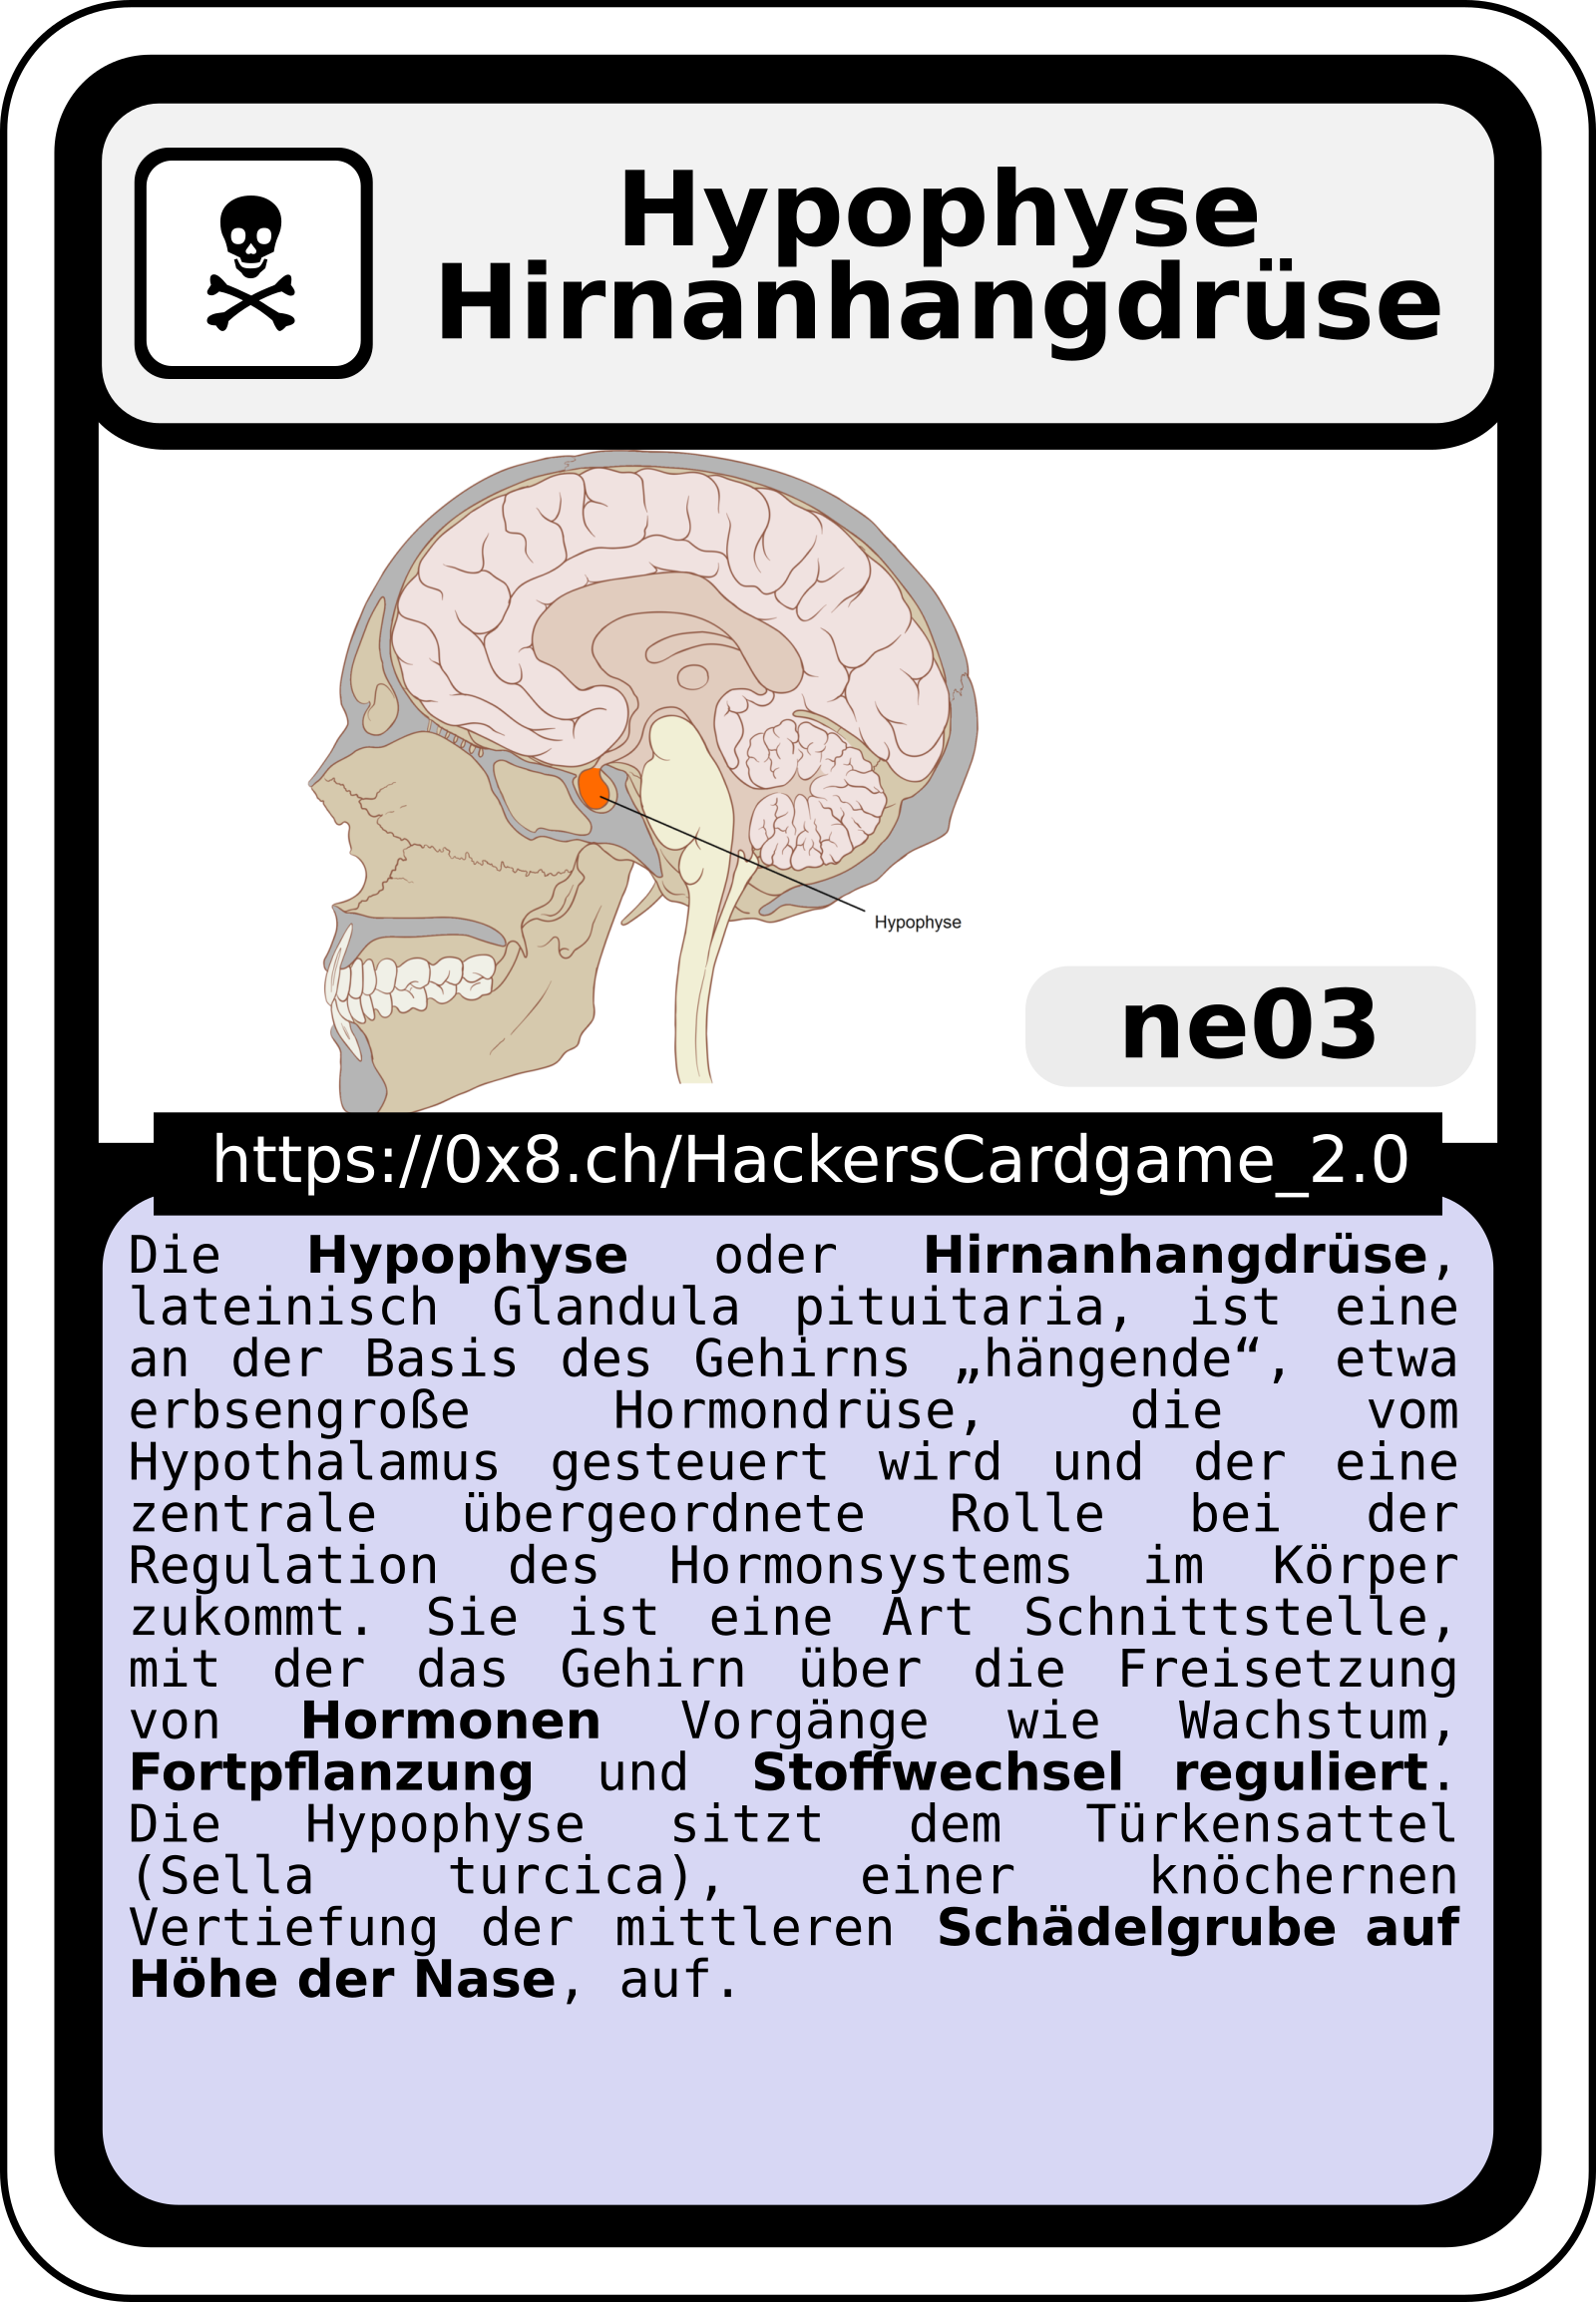 Hypophyse
Hirnanhangdrüse
Hypophyse
ne03
https://0x8.ch/HackersCardgame_2.0
Die Hypophyse oder Hirnanhangdrüse,
lateinisch Glandula pituitaria, ist eine
an der Basis des Gehirns „hängende“, etwa
erbsengroße Hormondrüse, die vom
Hypothalamus gesteuert wird und der eine
zentrale übergeordnete Rolle bei der
Regulation des Hormonsystems im Körper
zukommt. Sie ist eine Art Schnittstelle,
mit der das Gehirn über die Freisetzung
von Hormonen Vorgänge wie Wachstum,
Fortpflanzung und Stoffwechsel reguliert.
Die Hypophyse sitzt dem Türkensattel
(Sella turcica), einer knöchernen
Vertiefung der mittleren Schädelgrube auf
Höhe der Nase, auf.